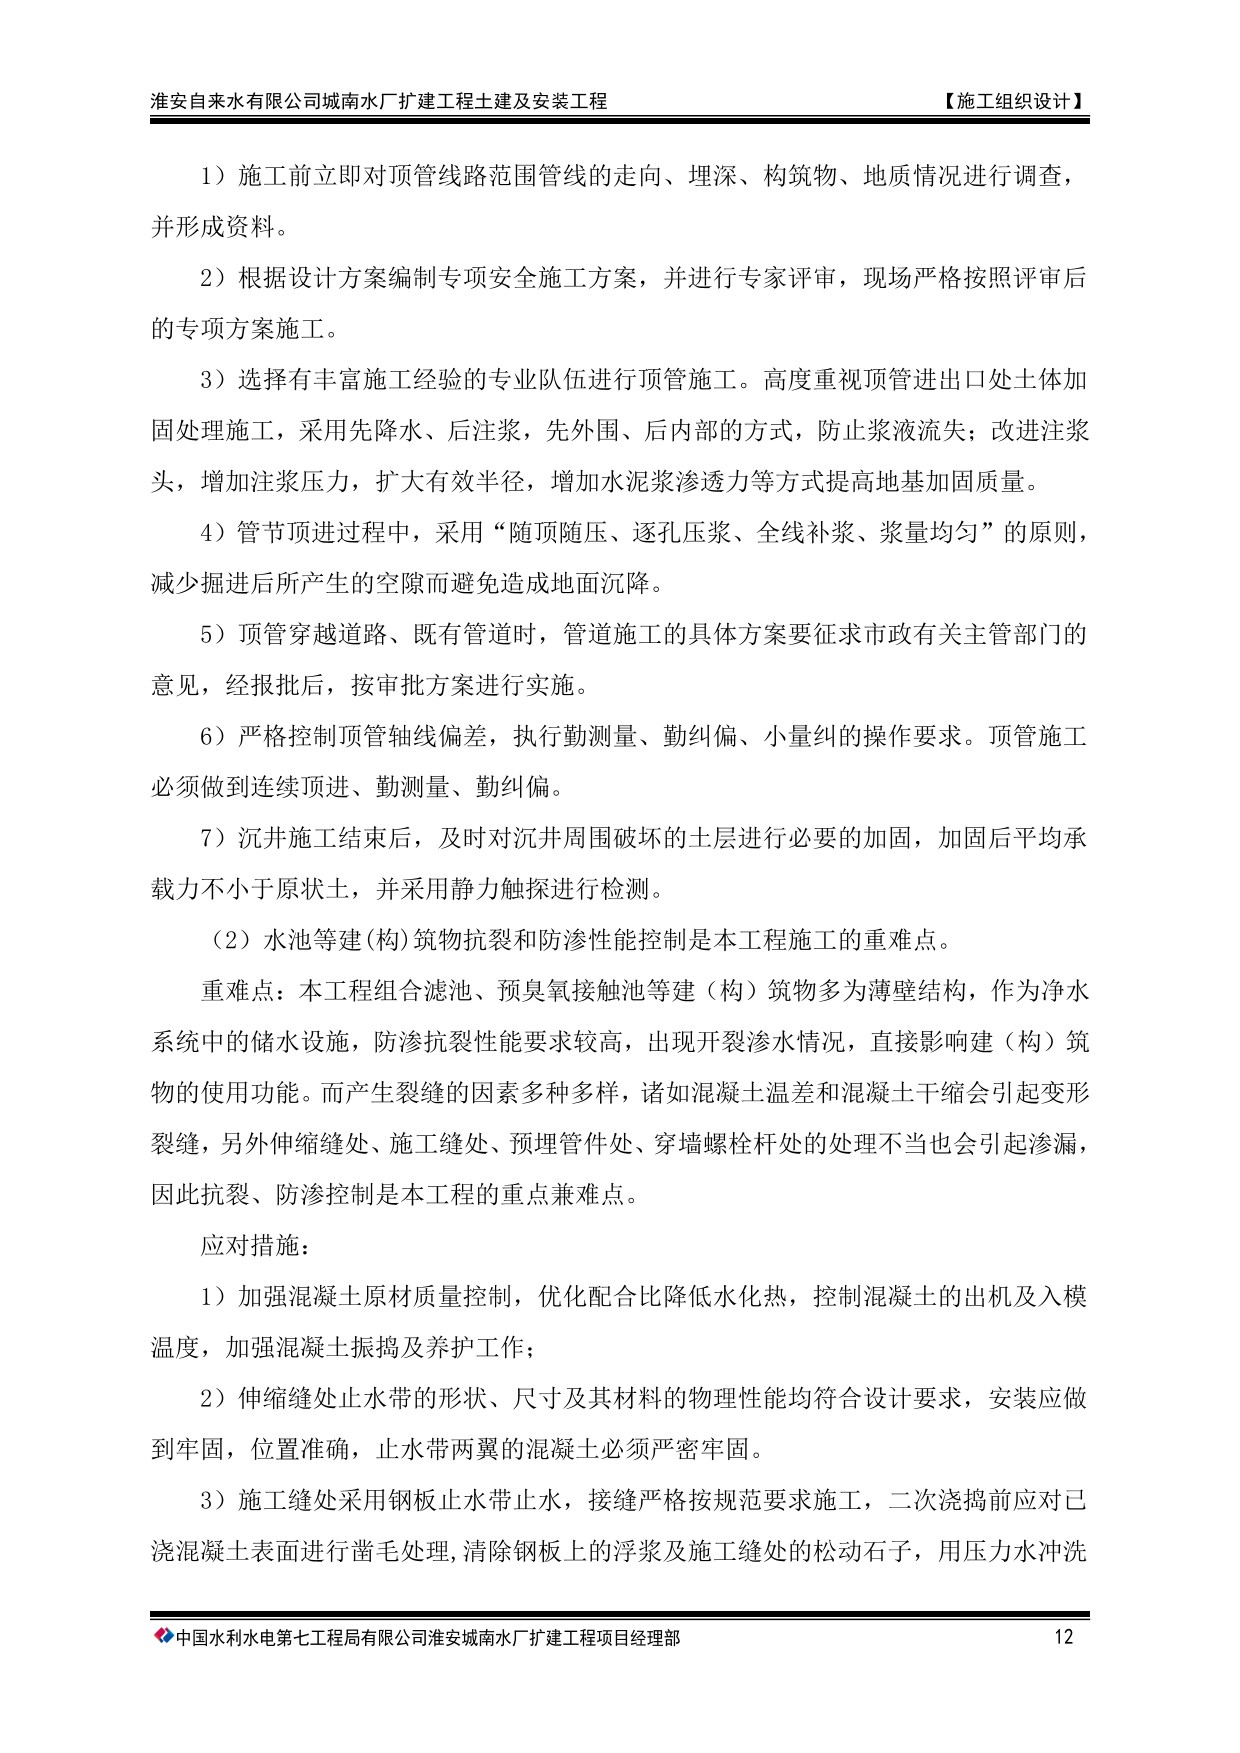 淮安自来水有限公司城南水厂扩建工程土建及安装工程 【施工组织设计】
1）施工前立即对顶管线路范围管线的走向、埋深、构筑物、地质情况进行调查，
并形成资料。
2）根据设计方案编制专项安全施工方案，并进行专家评审，现场严格按照评审后
的专项方案施工。
3）选择有丰富施工经验的专业队伍进行顶管施工。高度重视顶管进出口处土体加
固处理施工，采用先降水、后注浆，先外围、后内部的方式，防止浆液流失；改进注浆
头，增加注浆压力，扩大有效半径，增加水泥浆渗透力等方式提高地基加固质量。
4）管节顶进过程中，采用“随顶随压、逐孔压浆、全线补浆、浆量均匀”的原则，
减少掘进后所产生的空隙而避免造成地面沉降。
5）顶管穿越道路、既有管道时，管道施工的具体方案要征求市政有关主管部门的
意见，经报批后，按审批方案进行实施。
6）严格控制顶管轴线偏差，执行勤测量、勤纠偏、小量纠的操作要求。顶管施工
必须做到连续顶进、勤测量、勤纠偏。
7）沉井施工结束后，及时对沉井周围破坏的土层进行必要的加固，加固后平均承
载力不小于原状土，并采用静力触探进行检测。
（2）水池等建(构)筑物抗裂和防渗性能控制是本工程施工的重难点。
重难点：本工程组合滤池、预臭氧接触池等建（构）筑物多为薄壁结构，作为净水
系统中的储水设施，防渗抗裂性能要求较高，出现开裂渗水情况，直接影响建（构）筑
物的使用功能。而产生裂缝的因素多种多样，诸如混凝土温差和混凝土干缩会引起变形
裂缝，另外伸缩缝处、施工缝处、预埋管件处、穿墙螺栓杆处的处理不当也会引起渗漏，
因此抗裂、防渗控制是本工程的重点兼难点。
应对措施：
1）加强混凝土原材质量控制，优化配合比降低水化热，控制混凝土的出机及入模
温度，加强混凝土振捣及养护工作；
2）伸缩缝处止水带的形状、尺寸及其材料的物理性能均符合设计要求，安装应做
到牢固，位置准确，止水带两翼的混凝土必须严密牢固。
3）施工缝处采用钢板止水带止水，接缝严格按规范要求施工，二次浇捣前应对已
浇混凝土表面进行凿毛处理,清除钢板上的浮浆及施工缝处的松动石子，用压力水冲洗
中国水利水电第七工程局有限公司淮安城南水厂扩建工程项目经理部 12